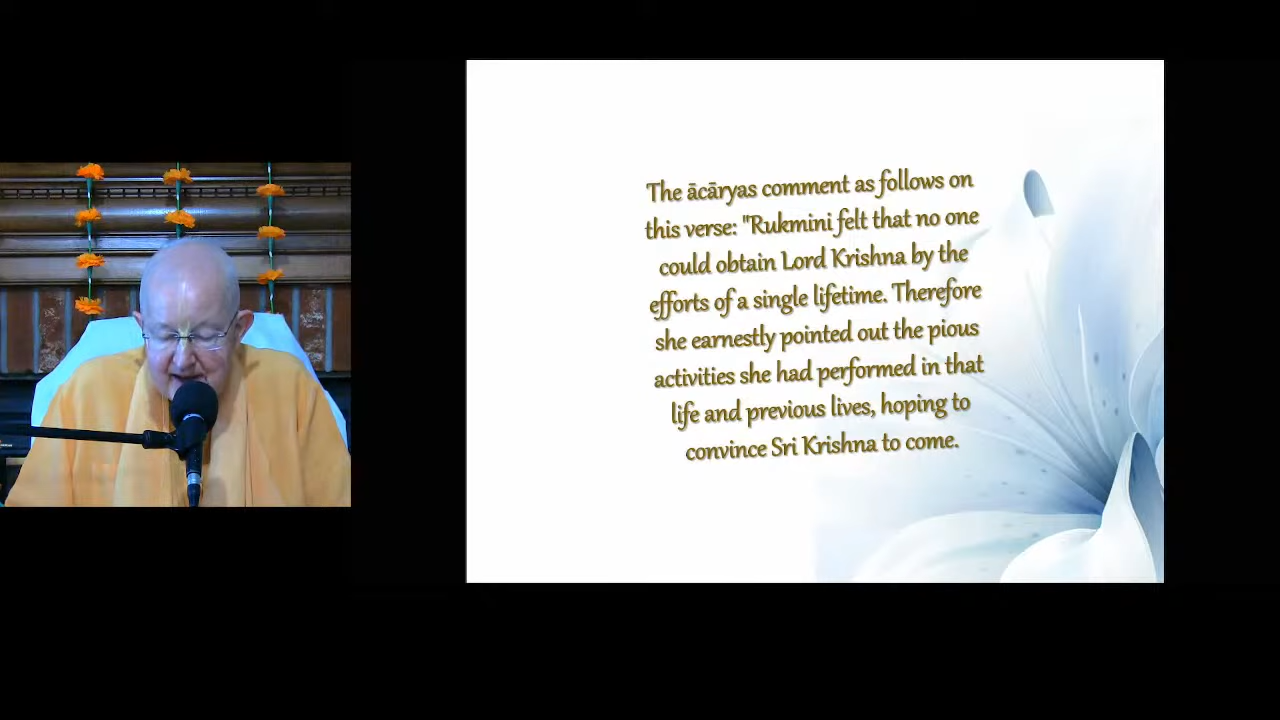 The ācāryas comment as follows on
this verse: "Rukmini felt that no one
could obtain Lord Krishna by the
efforts of a single lifetime. Therefore
she earnestly pointed out the pious
activities she had performed in that
life and previous lives, hoping to
convince Sri Krishna to come.